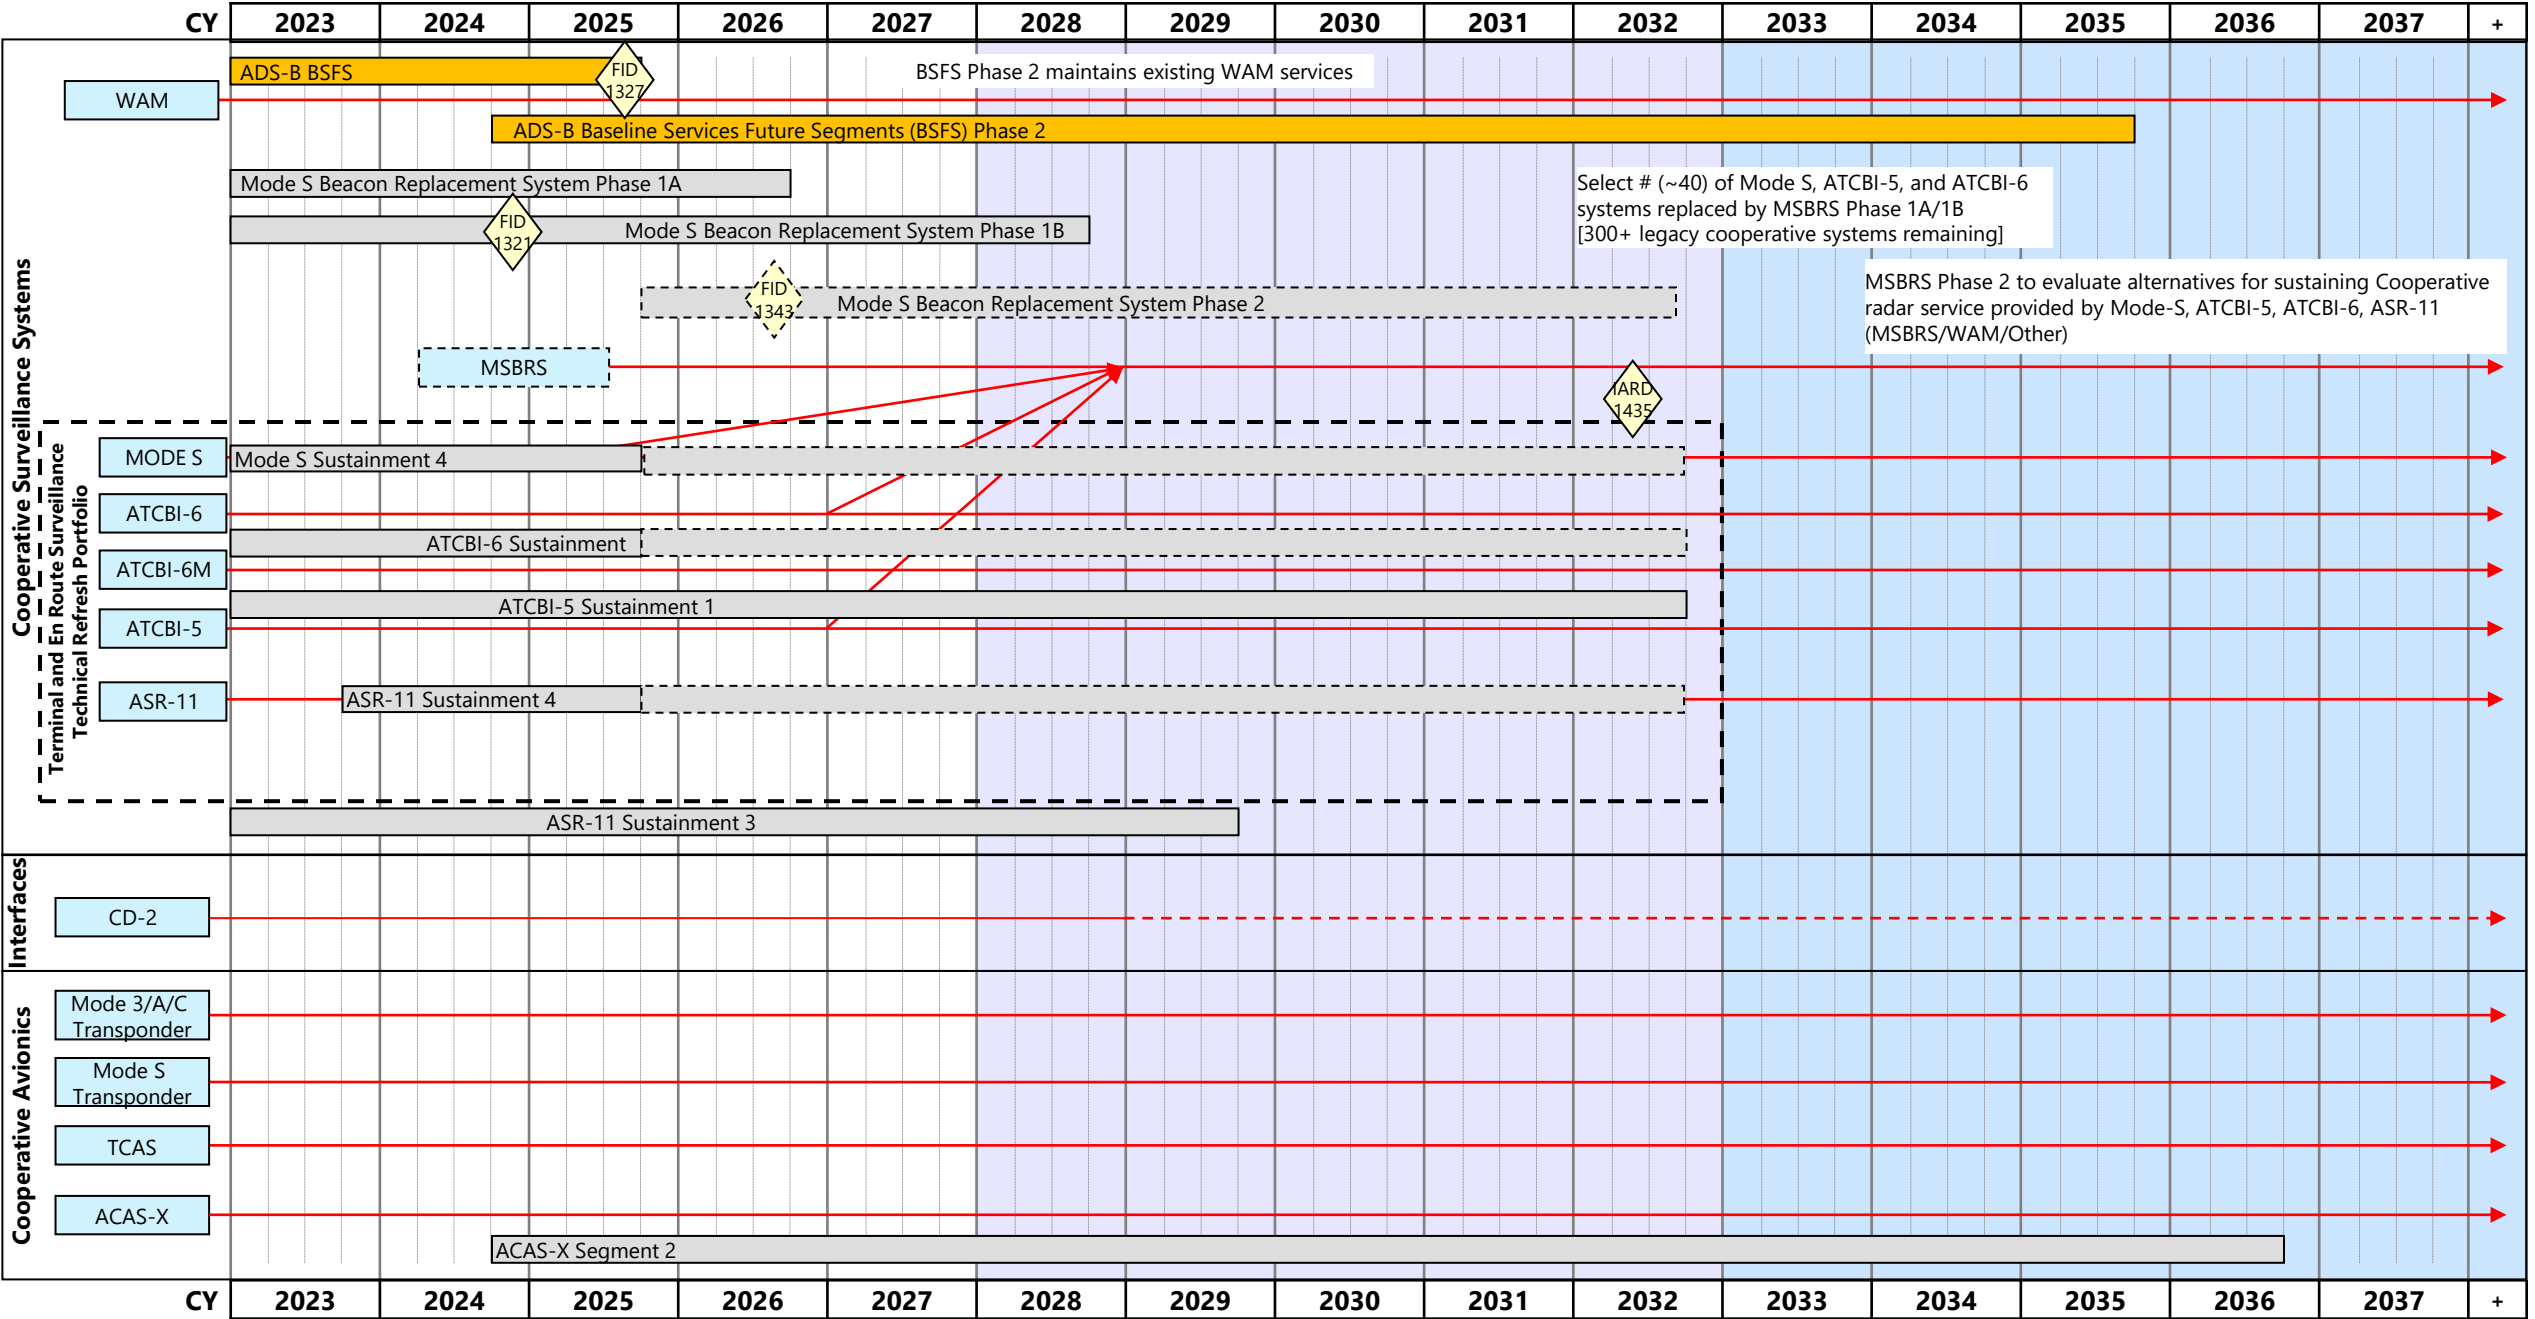 CY 2023 2024 2025 2026 2027 2028 2029 2030 2031 2032 2033 2034 2035 2036 2037 +
Cooperative Surveillance Systems
ADS-B BSFS
FID
1327
BSFS Phase 2 maintains existing WAM services
WAM
ADS-B Baseline Services Future Segments (BSFS) Phase 2
Mode S Beacon Replacement System Phase 1A
Select # (~40) of Mode S, ATCBI-5, and ATCBI-6
systems replaced by MSBRS Phase 1A/1B
[300+ legacy cooperative systems remaining]
FID
1321
Mode S Beacon Replacement System Phase 1B
FID
1343
Mode S Beacon Replacement System Phase 2
MSBRS Phase 2 to evaluate alternatives for sustaining Cooperative
radar service provided by Mode-S, ATCBI-5, ATCBI-6, ASR-11
(MSBRS/WAM/Other)
MSBRS
IARD
1435
Terminal and En Route Surveillance
Technical Refresh Portfolio
MODE S
Mode S Sustainment 4
ATCBI-6
ATCBI-6 Sustainment
ATCBI-6M
ATCBI-5 Sustainment 1
ATCBI-5
ASR-11
ASR-11 Sustainment 4
ASR-11 Sustainment 3
Interfaces
CD-2
Cooperative Avionics
Mode 3/A/C
Transponder
Mode S
Transponder
TCAS
ACAS-X
ACAS-X Segment 2
CY 2023 2024 2025 2026 2027 2028 2029 2030 2031 2032 2033 2034 2035 2036 2037 +